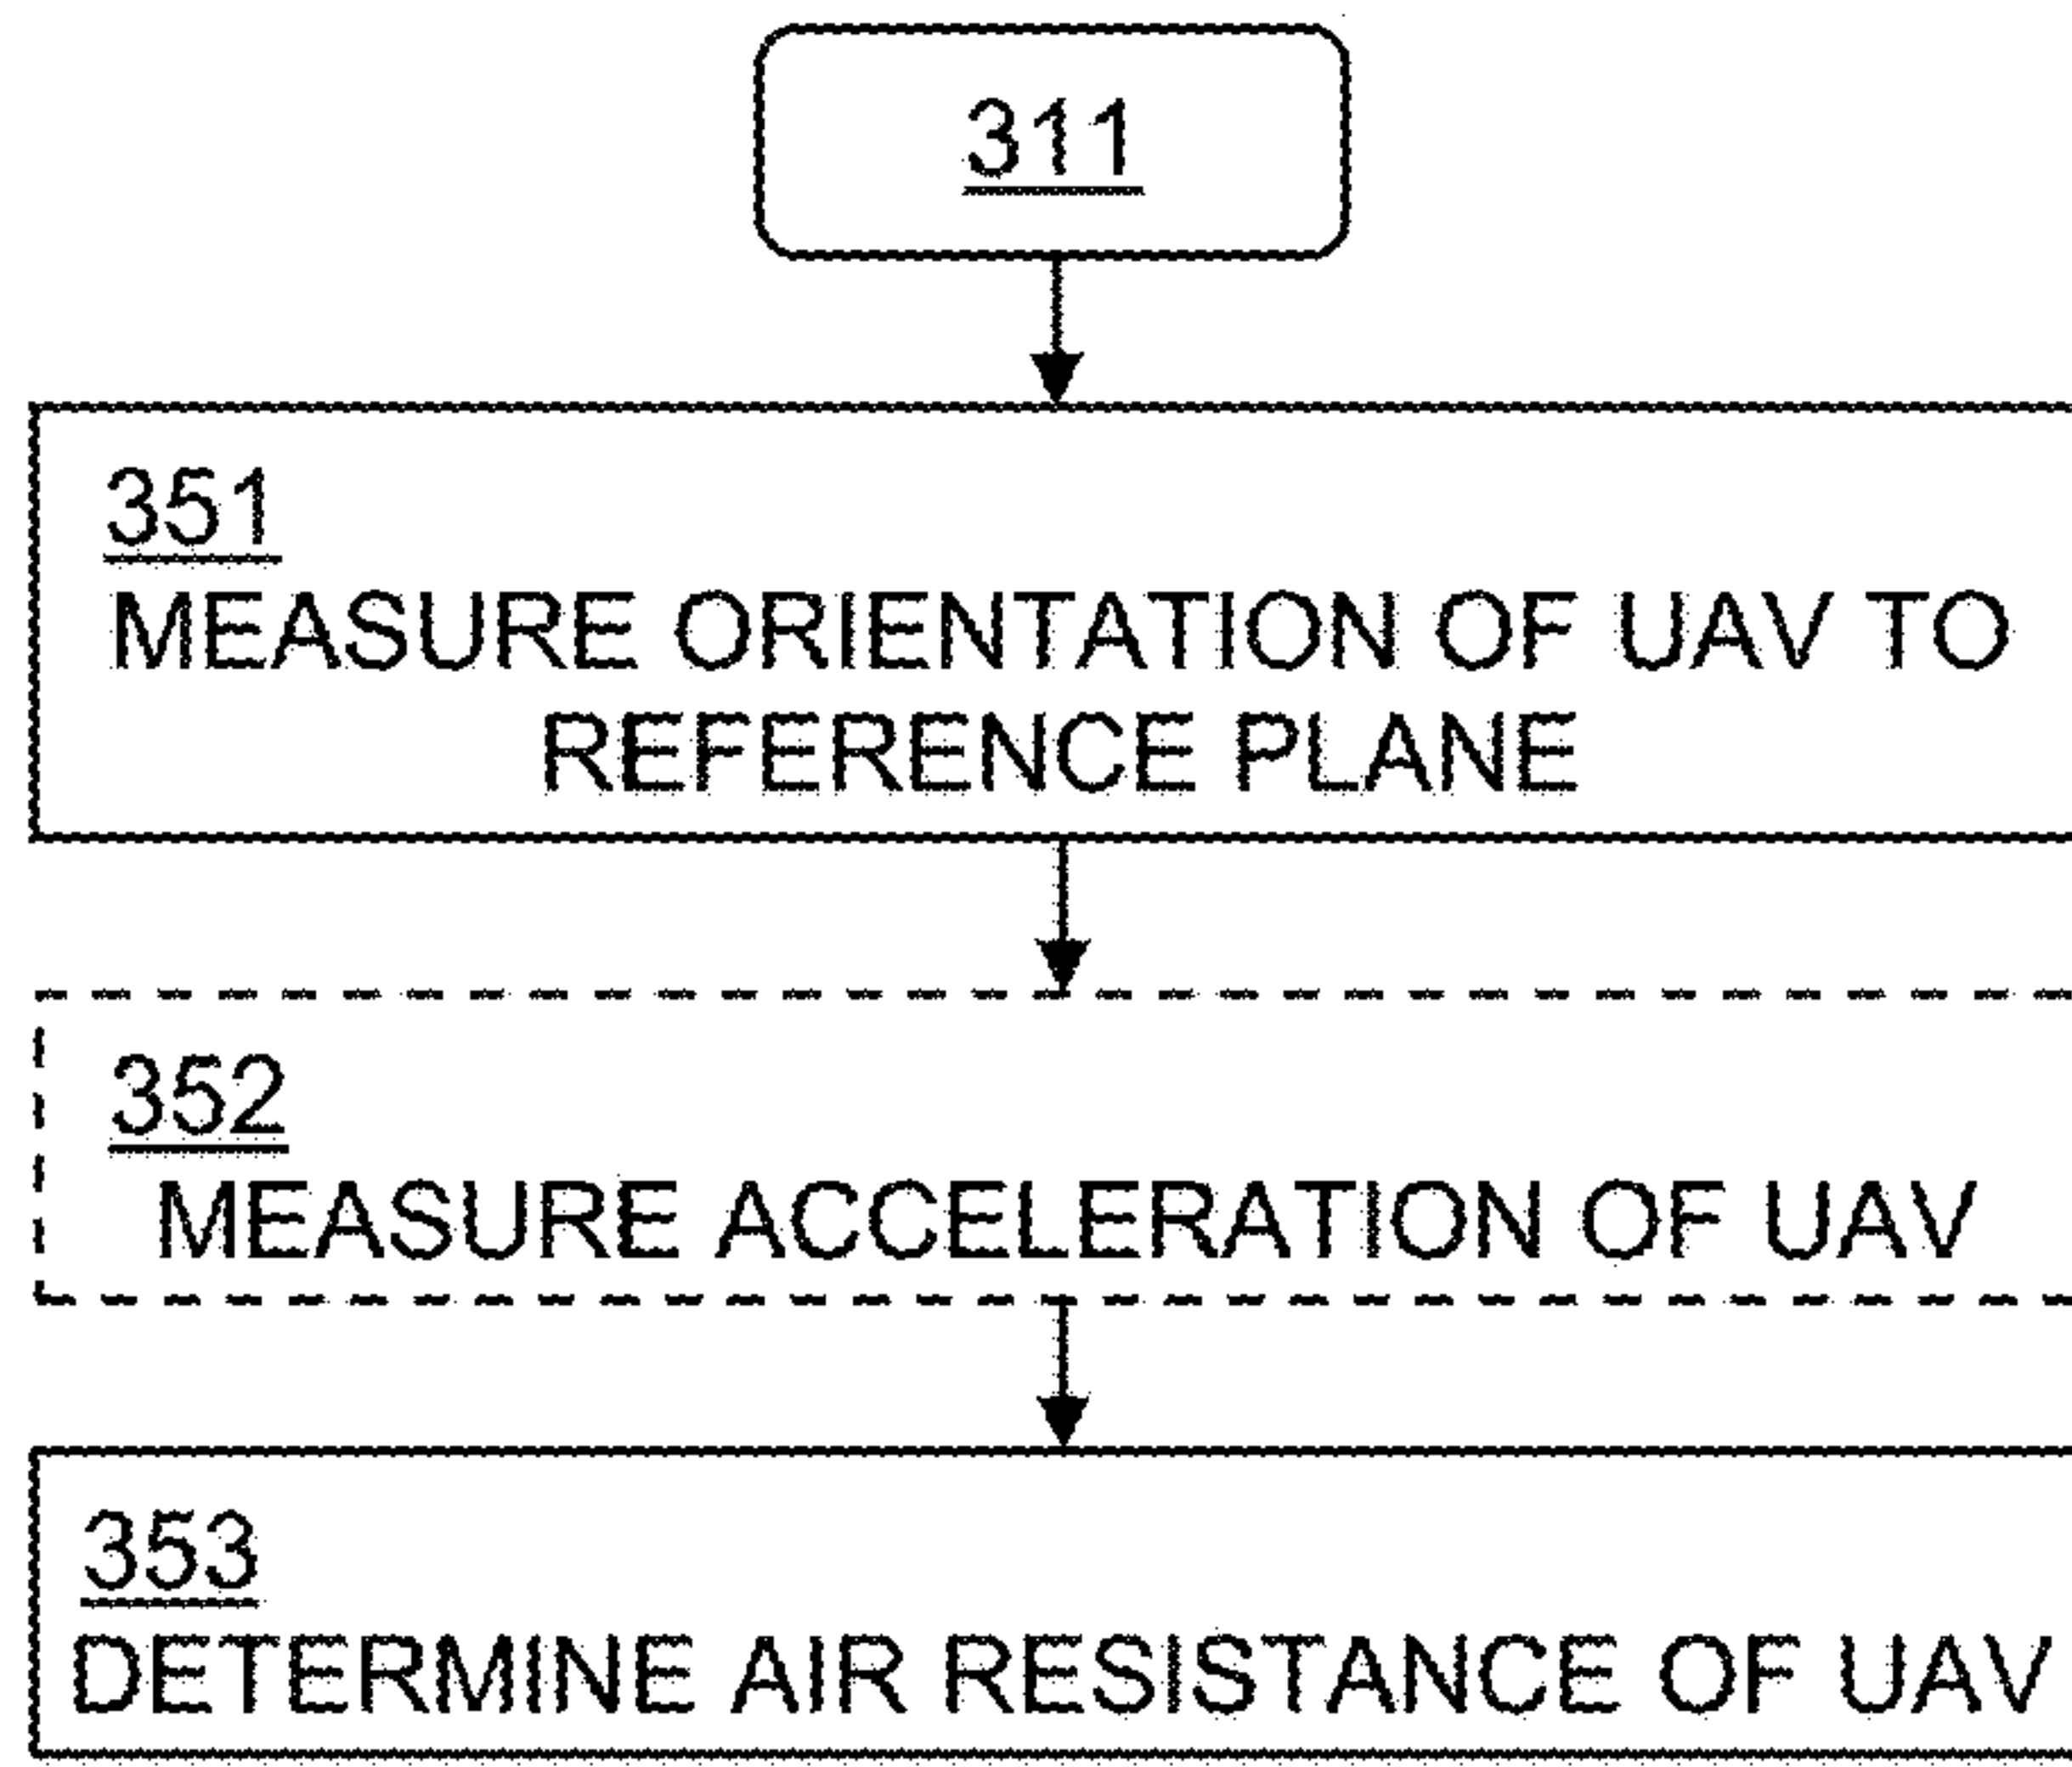 311
351
MEASURE ORIENTATION OF UAV TO
REFERENCE PLANE
352
MEASURE ACCELERATION OF UAV
353
DETERMINE AIR RESISTANCE OF UAV